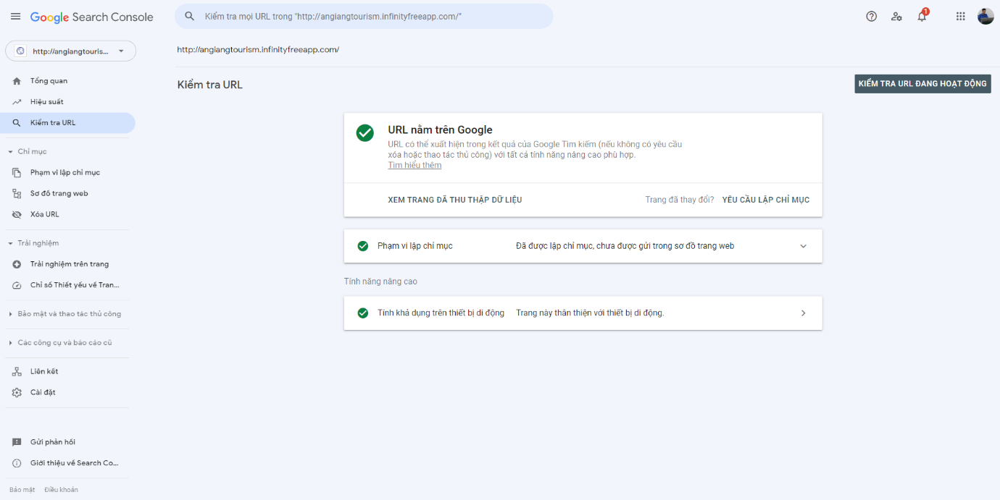 Google Search Console
Kiểm tra mọi URL trong "http://angiangtourism.infinityfreeapp.com/"
1
http://angiangtouris...
http://angiangtourism.infinityfreeapp.com/
Kiểm tra URL
KIỂM TRA URL ĐANG HOẠT ĐỘNG
Tổng quan
Hiệu suất
Kiểm tra URL
Chỉ mục
Phạm vi lập chỉ mục
Sơ đồ trang web
Xóa URL
Trải nghiệm
Trải nghiệm trên trang
Chỉ số Thiết yếu về Tran...
Bảo mật và thao tác thủ công
Các công cụ và báo cáo cũ
Liên kết
Cài đặt
Gửi phản hồi
Giới thiệu về Search Co...
Bảo mật Điều khoản
URL nằm trên Google
URL có thể xuất hiện trong kết quả của Google Tìm kiếm (nếu không có yêu cầu
xóa hoặc thao tác thủ công) với tất cả tính năng nâng cao phù hợp.
Tìm hiểu thêm
XEM TRANG ĐÃ THU THẬP DỮ LIỆU
Trang đã thay đổi? YÊU CẦU LẬP CHỈ MỤC
Phạm vi lập chỉ mục Đã được lập chỉ mục, chưa được gửi trong sơ đồ trang web
Tính năng nâng cao
Tính khả dụng trên thiết bị di động Trang này thân thiện với thiết bị di động.